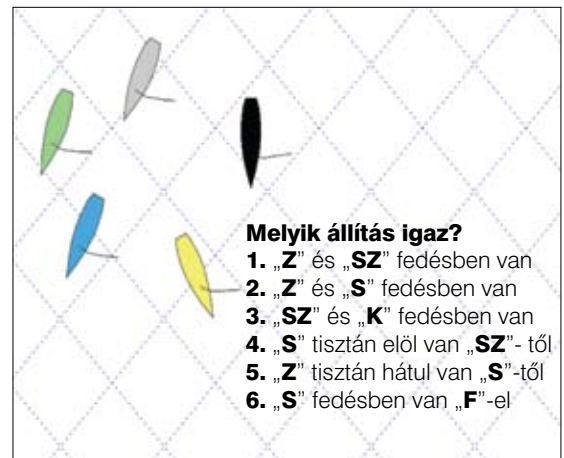 Melyik állítás igaz?
1. „Z” és „SZ” fedésben van
2. „Z” és „S” fedésben van
3. „SZ” és „K” fedésben van
4. „S” tisztán elöl van „SZ”- től
5. „Z” tisztán hátul van „S”-től
6. „S” fedésben van „F”-el